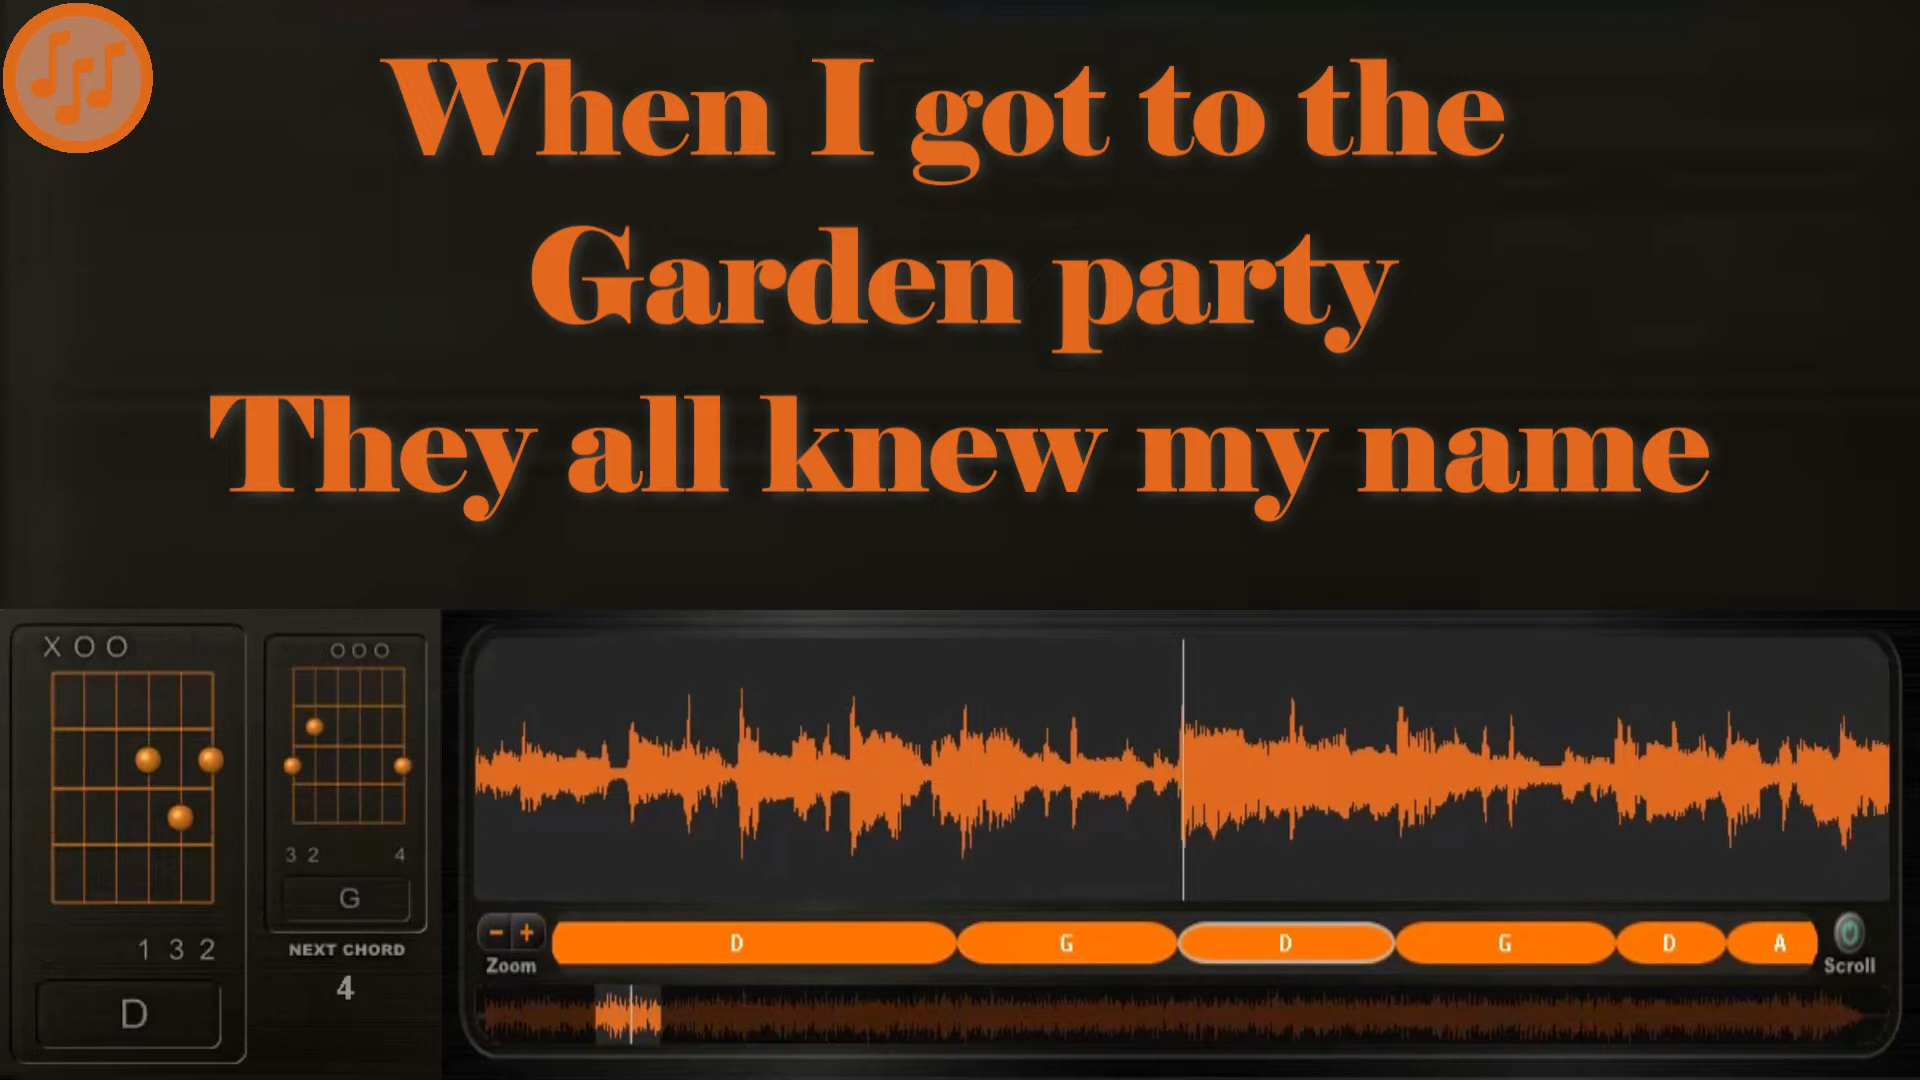 When I got to the
Garden party
They all knew my name
X O O
O O O
3 2 4
G
1 3 2
NEXT CHORD
4
D
- +
Zoom
D G D G D A
Scroll